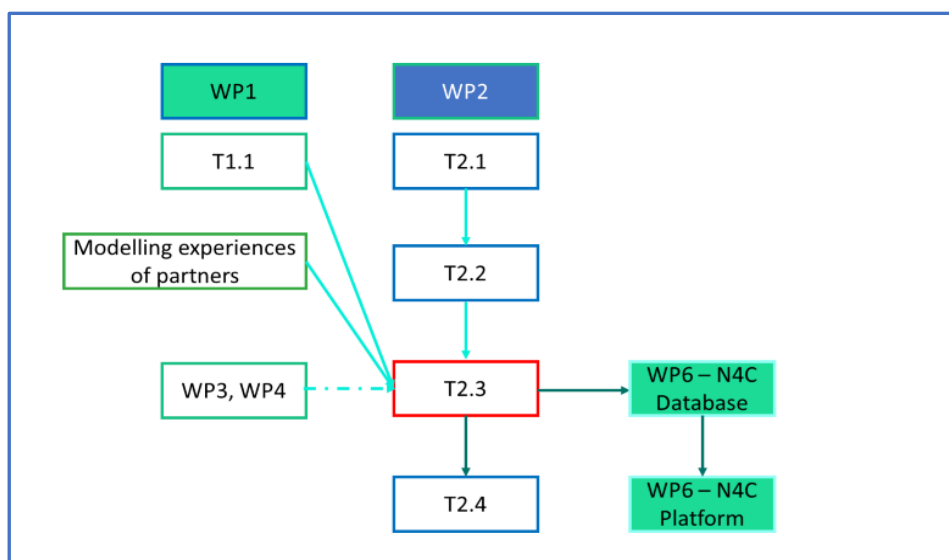 WP1
WP2
T1.1
T2.1
Modelling experiences
of partners
T2.2
WP3, WP4
T2.3
WP6 – N4C
Database
T2.4
WP6 – N4C
Platform